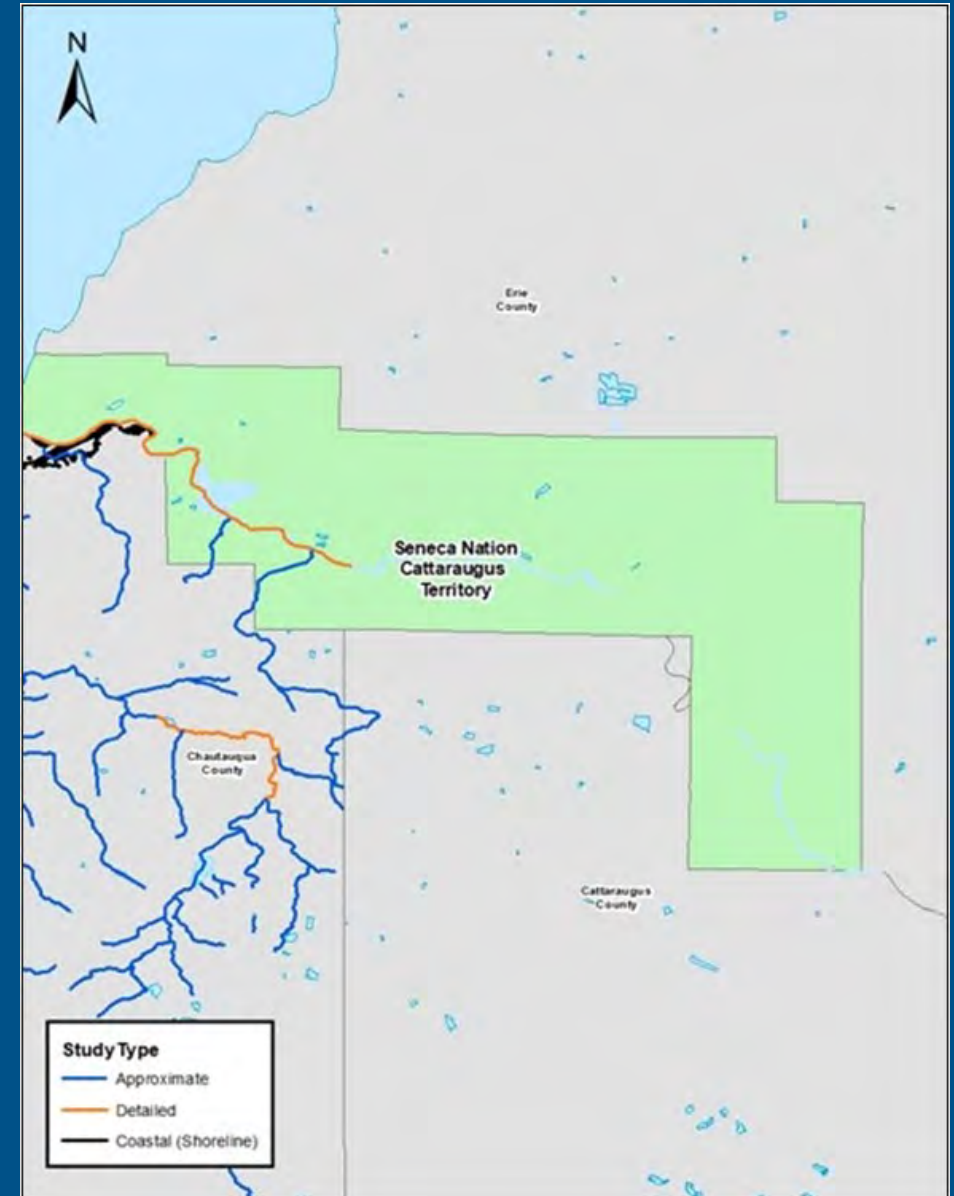 N
Erie
County
Seneca Nation
Cattaraugus
Territory
Chautauqua
County
Cattaraugus
County
Study Type
Approximate
Detailed
Coastal (Shoreline)